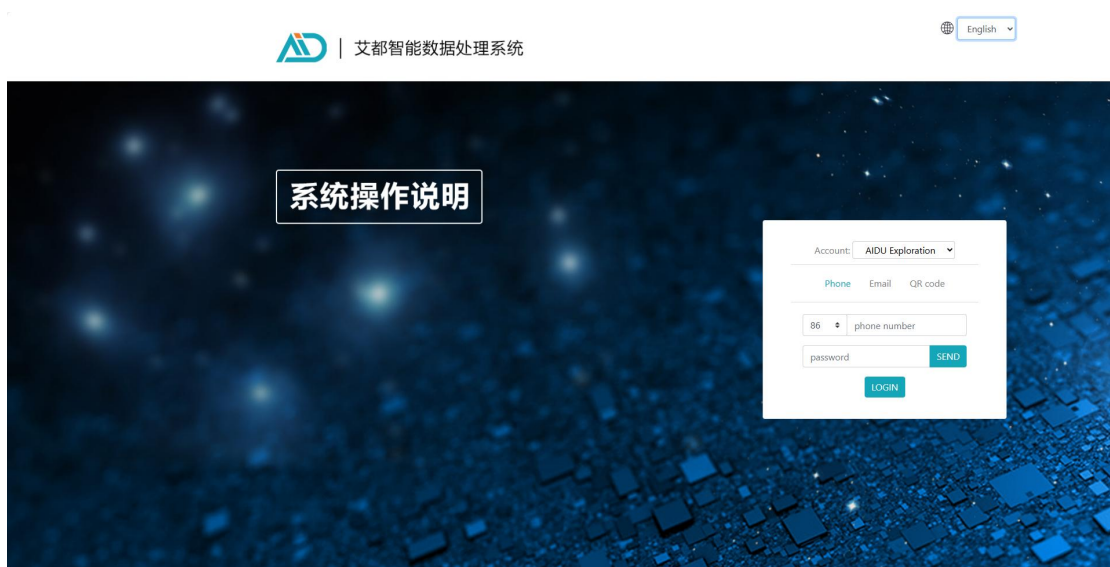 AiD | 艾都智能数据处理系统
English
系统操作说明
Account: AIDU Exploration
Phone Email QR code
86 phone number
password SEND
LOGIN